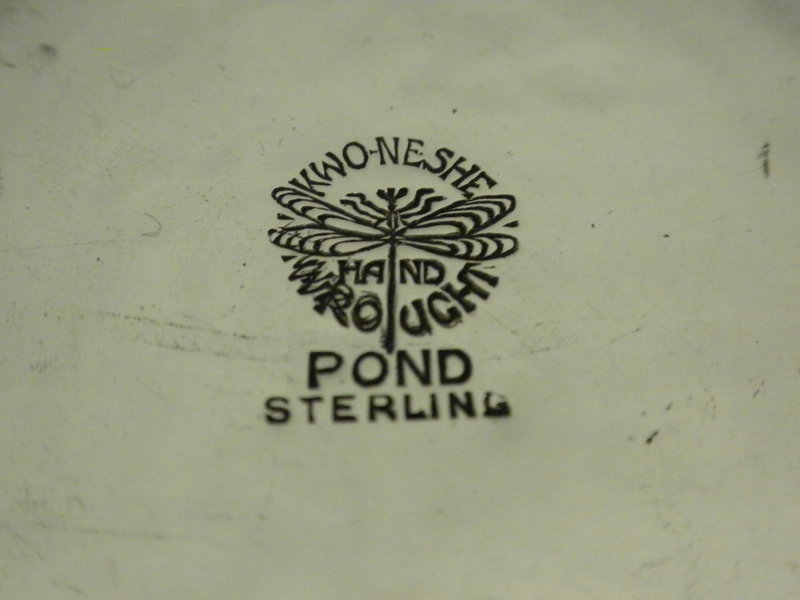 KWO-NE-SHE
HAND
WROUGHT
POND
STERLING